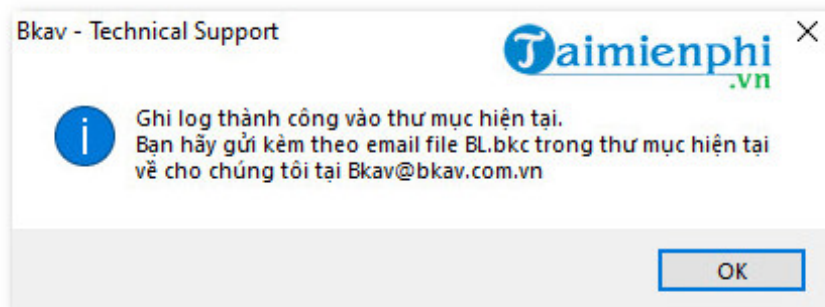 Bkav - Technical Support
Taimienphi
.vn
Ghi log thành công vào thư mục hiện tại.
Bạn hãy gửi kèm theo email file BL.bkc trong thư mục hiện tại
về cho chúng tôi tại Bkav@bkav.com.vn
OK